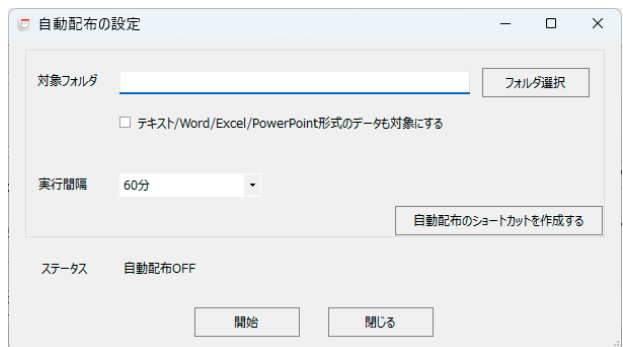 自動配布の設定
対象フォルダ
フォルダ選択
テキスト/Word/Excel/PowerPoint形式のデータも対象にする
実行間隔 60分
自動配布のショートカットを作成する
ステータス 自動配布OFF
開始 閉じる